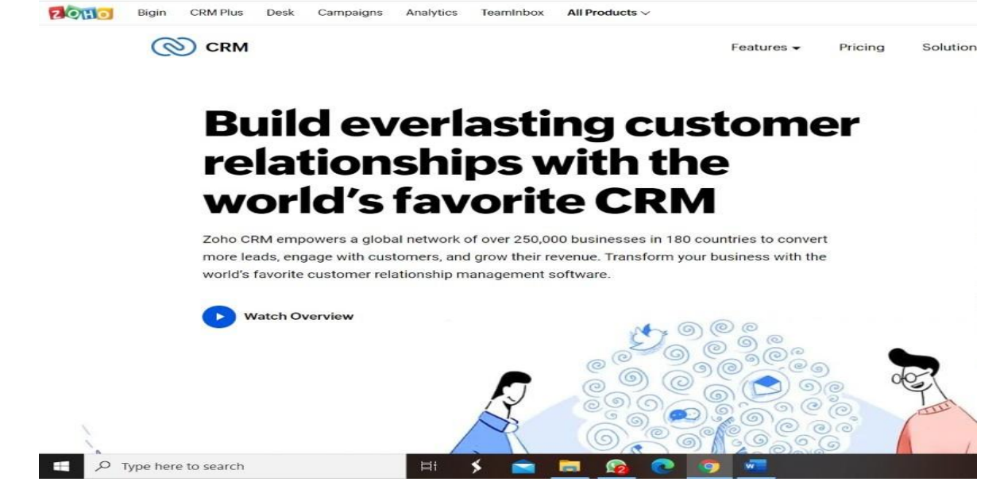 ZOHO Bigin CRM Plus Desk Campaigns Analytics TeamInbox All Products
CRM Features Pricing Solution
Build everlasting customer
relationships with the
world's favorite CRM
Zoho CRM empowers a global network of over 250,000 businesses in 180 countries to convert
more leads, engage with customers, and grow their revenue. Transform your business with the
world's favorite customer relationship management software.
Watch Overview
Type here to search 2 W